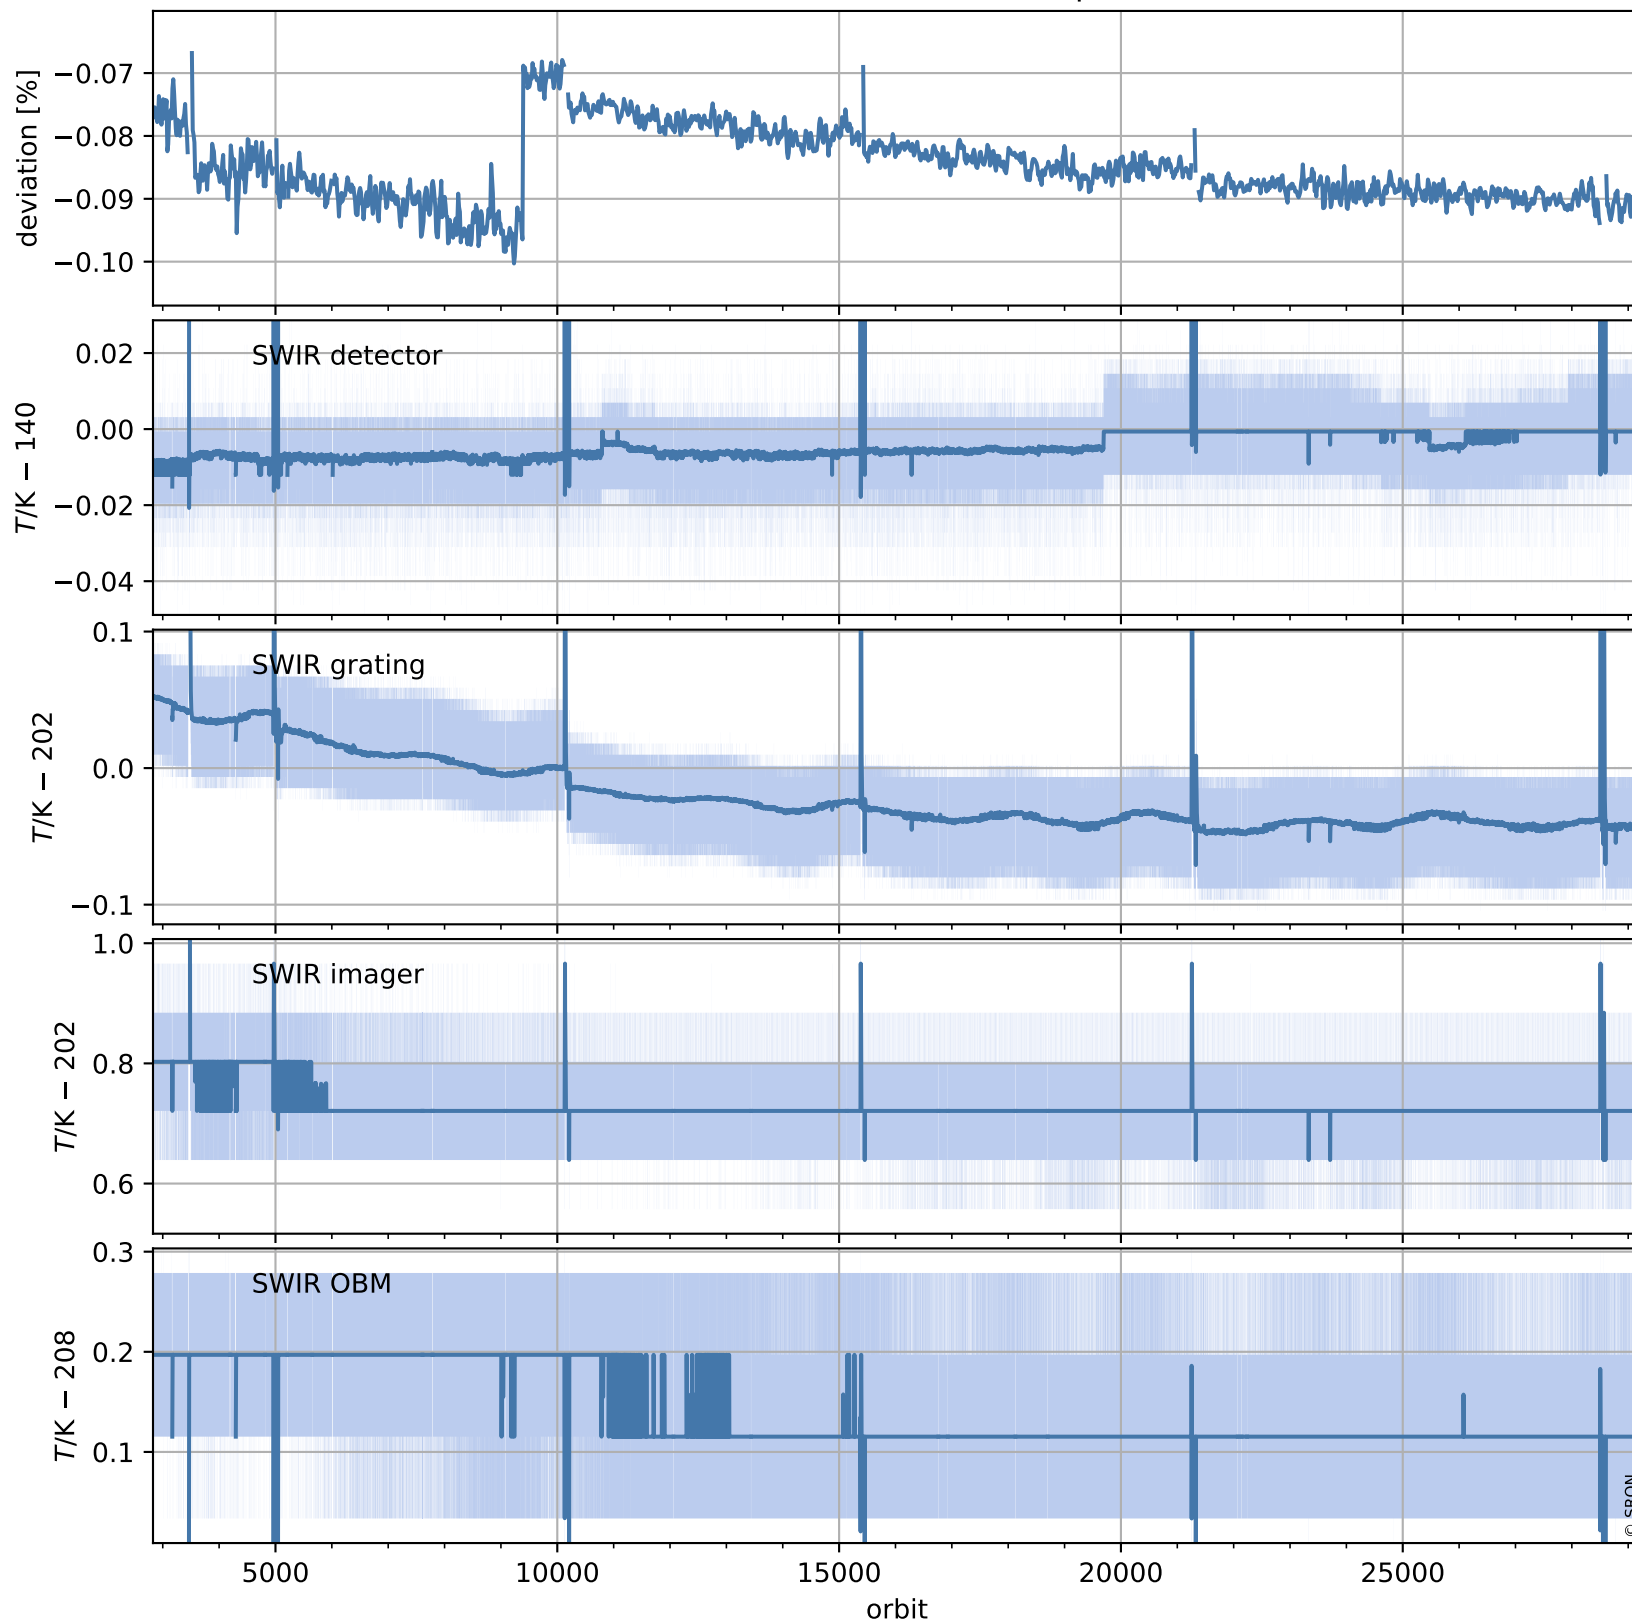 deviation [%]
−0.07
−0.08
−0.09
−0.10
SWIR detector
T/K − 140
0.02
0.00
−0.02
−0.04
SWIR grating
T/K − 202
0.1
0.0
−0.1
SWIR imager
T/K − 202
1.0
0.8
0.6
SWIR OBM
T/K − 208
0.3
0.2
0.1
© SRON
5000 10000 15000 20000 25000
orbit